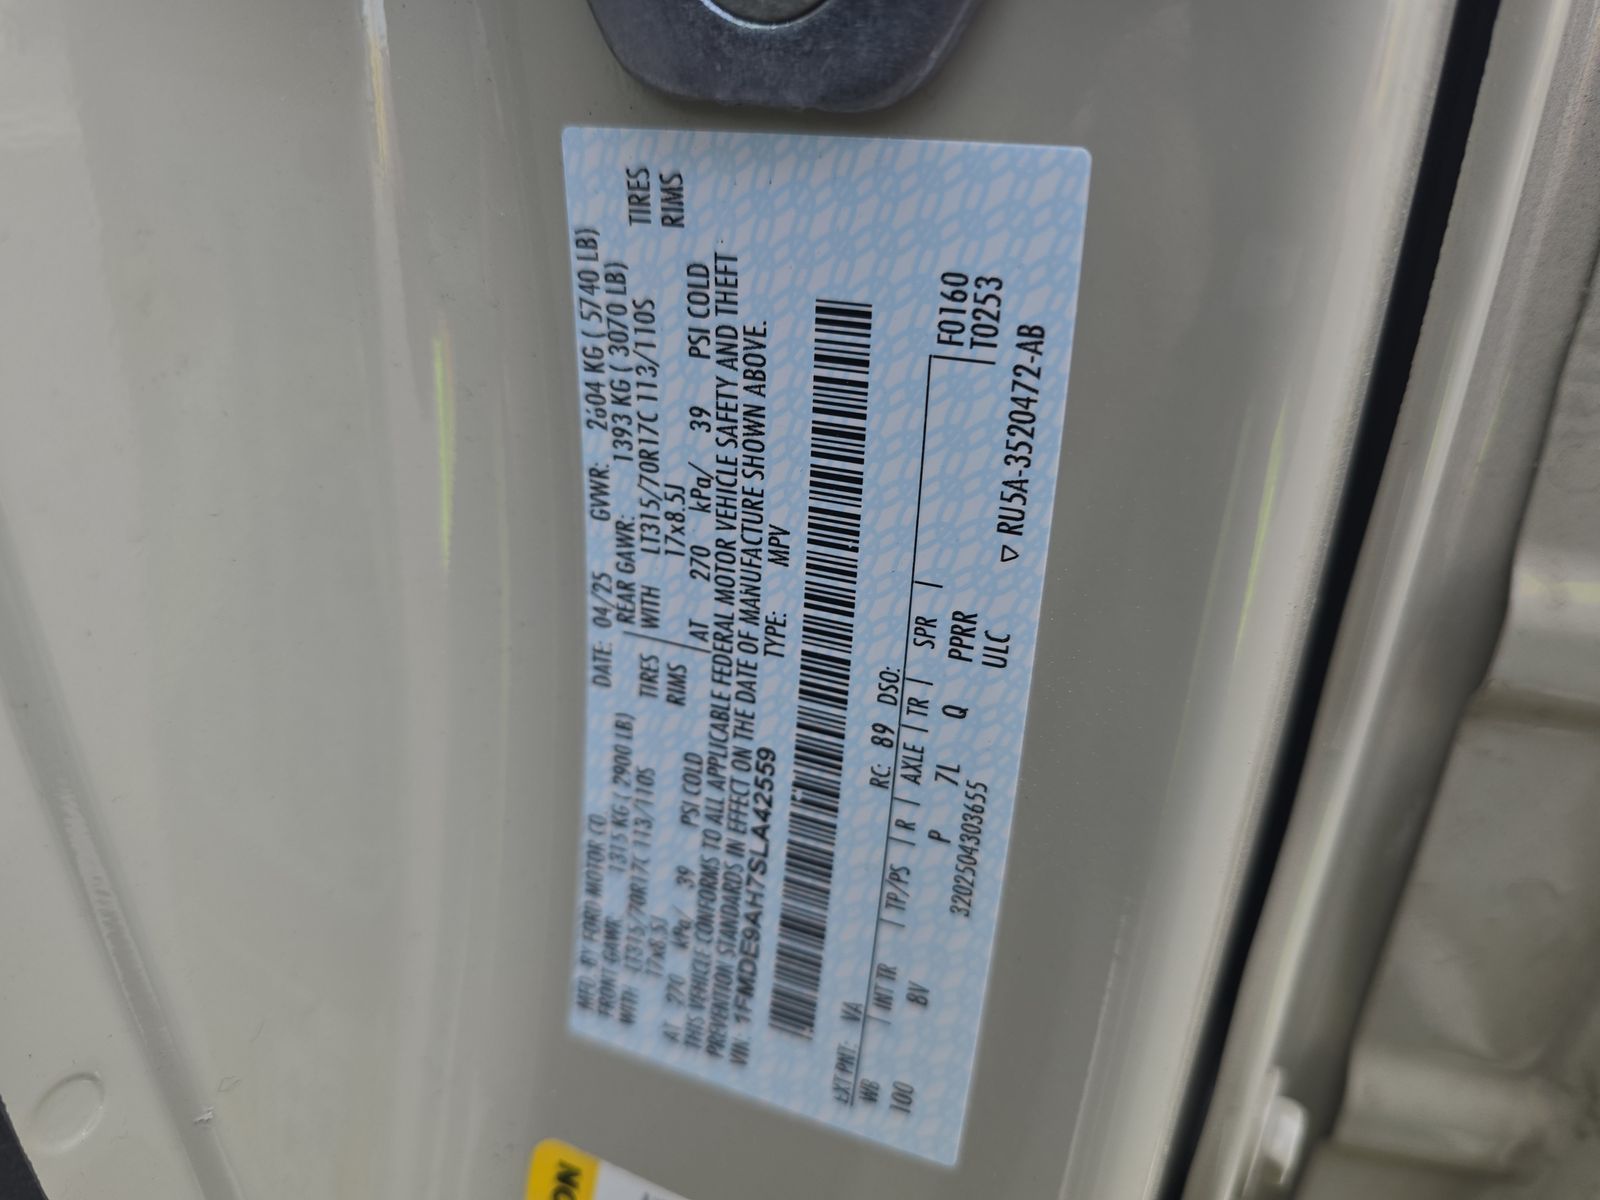 MFD. BY FORD MOTOR CO.
DATE: 04/25 GVWR: 2604 KG ( 5740 LB)
FRONT GAWR: 1315 KG ( 2900 LB)
REAR GAWR: 1393 KG ( 3070 LB)
WITH LT315/70R17C 113/110S TIRES
WITH LT315/70R17C 113/110S TIRES
17x8.5J RIMS
17x8.5J RIMS
AT 270 kPa/ 39 PSI COLD
AT 270 kPa/ 39 PSI COLD
THIS VEHICLE CONFORMS TO ALL APPLICABLE FEDERAL MOTOR VEHICLE SAFETY AND THEFT
PREVENTION STANDARDS IN EFFECT ON THE DATE OF MANUFACTURE SHOWN ABOVE.
VIN: 1FMDE9AH7SLA42559 TYPE: MPV
EXT PNT: VA RC: 89 DSO:
F0160
WB INT TR TP/PS R AXLE TR SPR T0253
100 8V P 7L Q PPRR
ULC
3202504303655
▽ RU5A-3520472-AB
ON